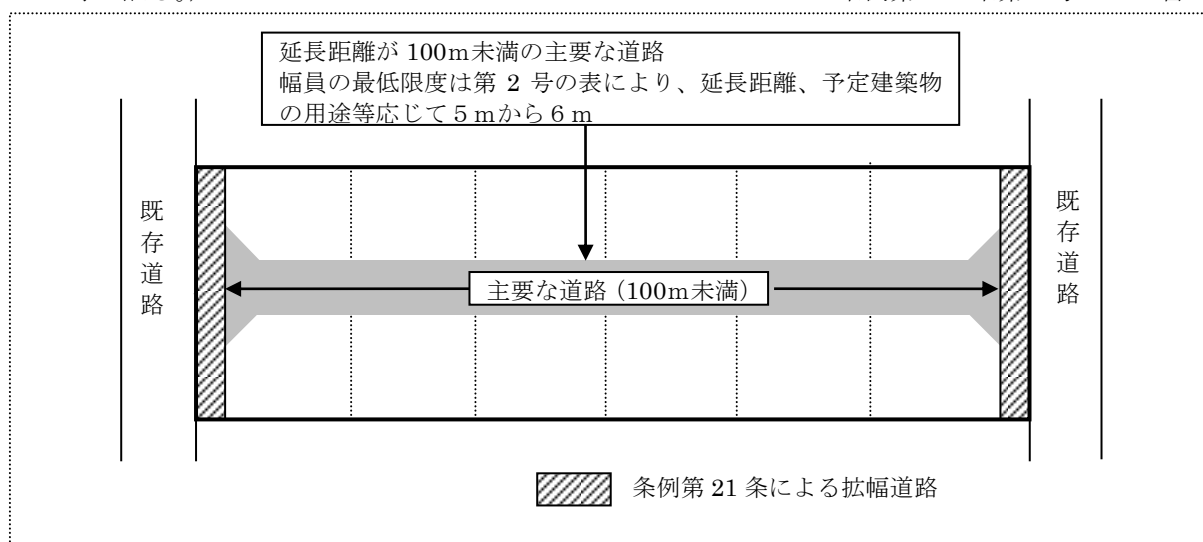 延長距離が 100m未満の主要な道路
幅員の最低限度は第 2 号の表により、延長距離、予定建築物
の用途等応じて５ｍから６ｍ
既存道路
既存道路
主要な道路（100m未満）
条例第 21 条による拡幅道路